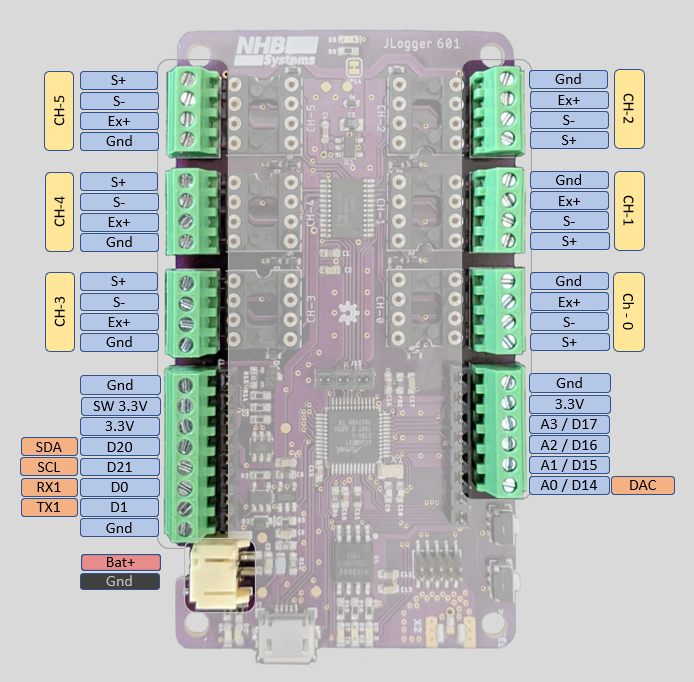 NHB
Systems
JLogger 601
CH-5
S+
S-
Ex+
Gnd
CH-4
S+
S-
Ex+
Gnd
CH-3
S+
S-
Ex+
Gnd
Gnd
SW 3.3V
3.3V
SDA D20
SCL D21
RX1 D0
TX1 D1
Gnd
Bat+
Gnd
CH-5
CH-4
CH-3
CH-2
CH-1
CH-0
C1
C2
X2
Gnd
Ex+
S-
S+
CH-2
Gnd
Ex+
S-
S+
CH-1
Gnd
Ex+
S-
S+
Ch - 0
Gnd
3.3V
A3 / D17
A2 / D16
A1 / D15
A0 / D14 DAC